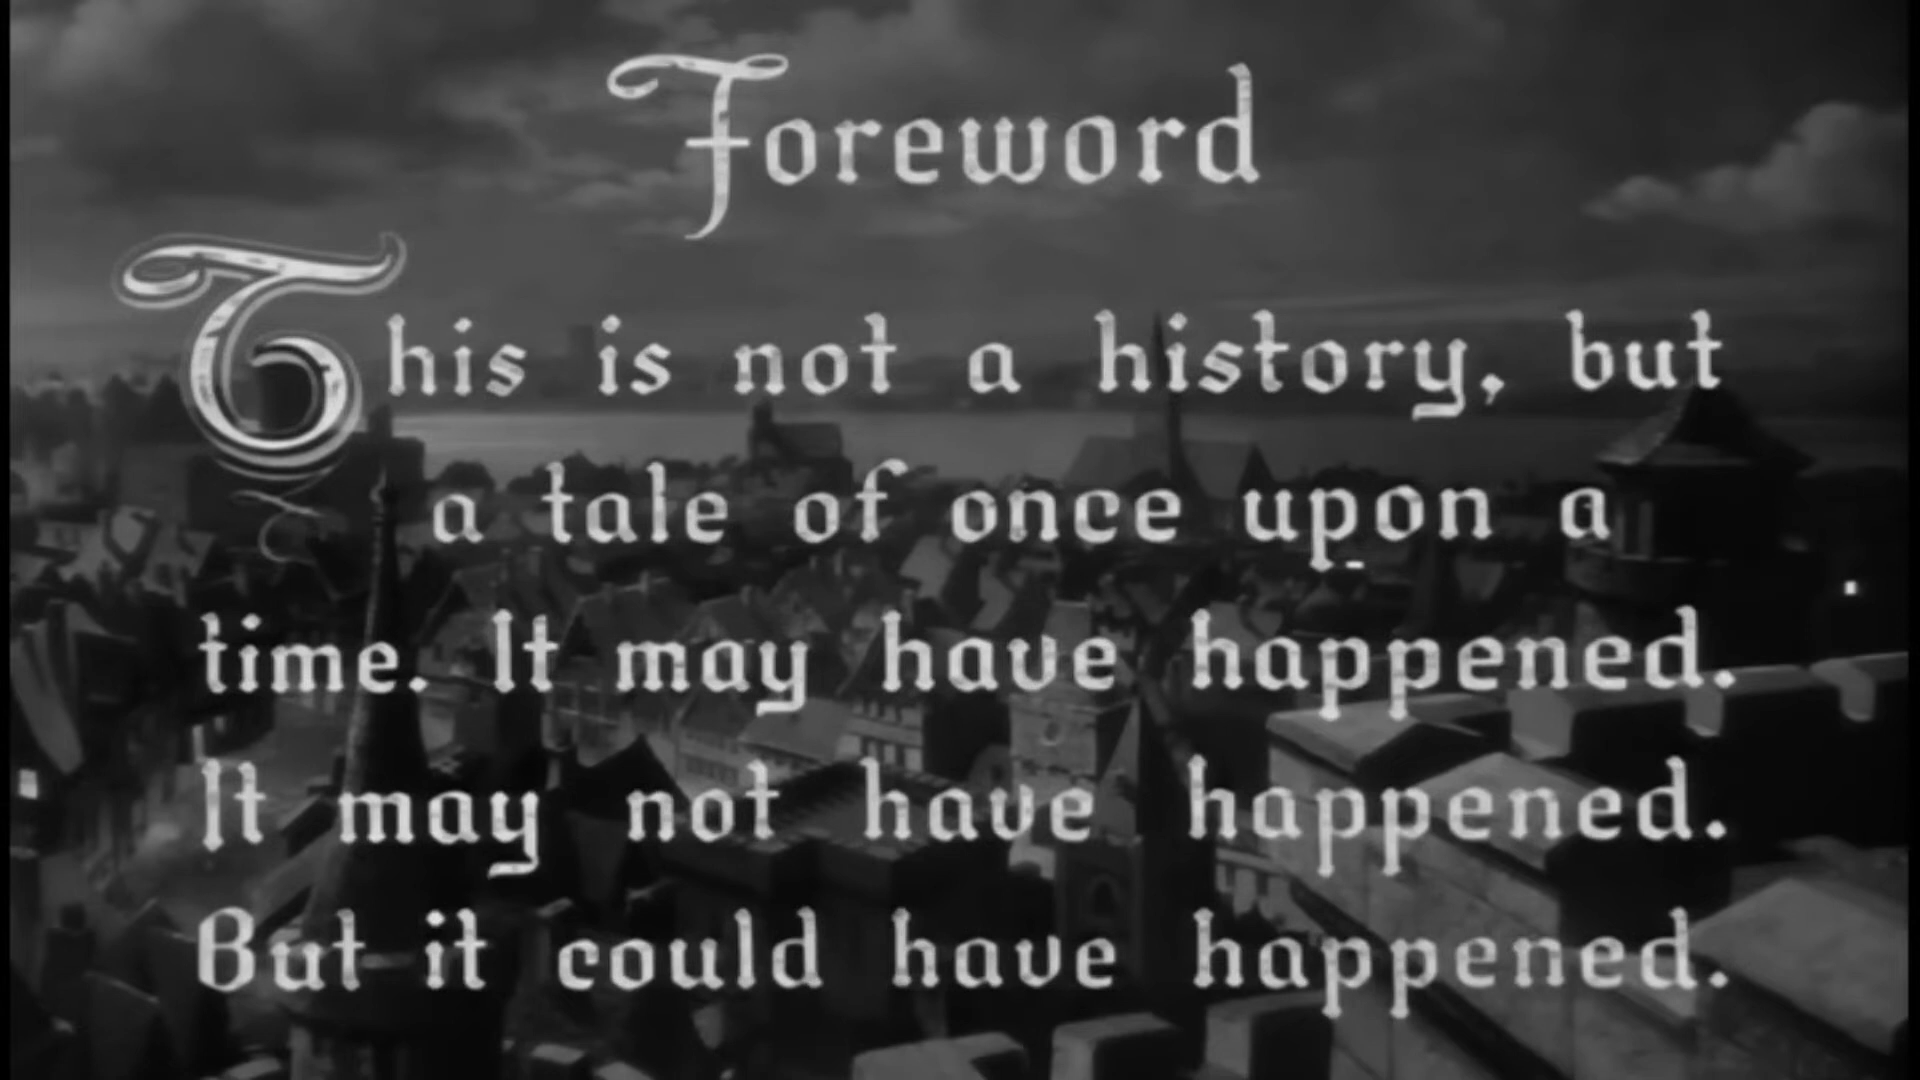 Foreword
This is not a history, but
a tale of once upon a
time. It may have happened.
It may not have happened.
But it could have happened.